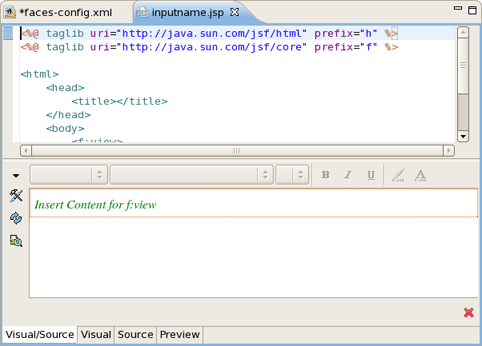 *faces-config.xml
inputname.jsp
<%@ taglib uri="http://java.sun.com/jsf/html" prefix="h" %>
<%@ taglib uri="http://java.sun.com/jsf/core" prefix="f" %>
<html>
<head>
<title></title>
</head>
<body>
<f:view>
B I U A
Insert Content for f:view
Visual/Source Visual Source Preview